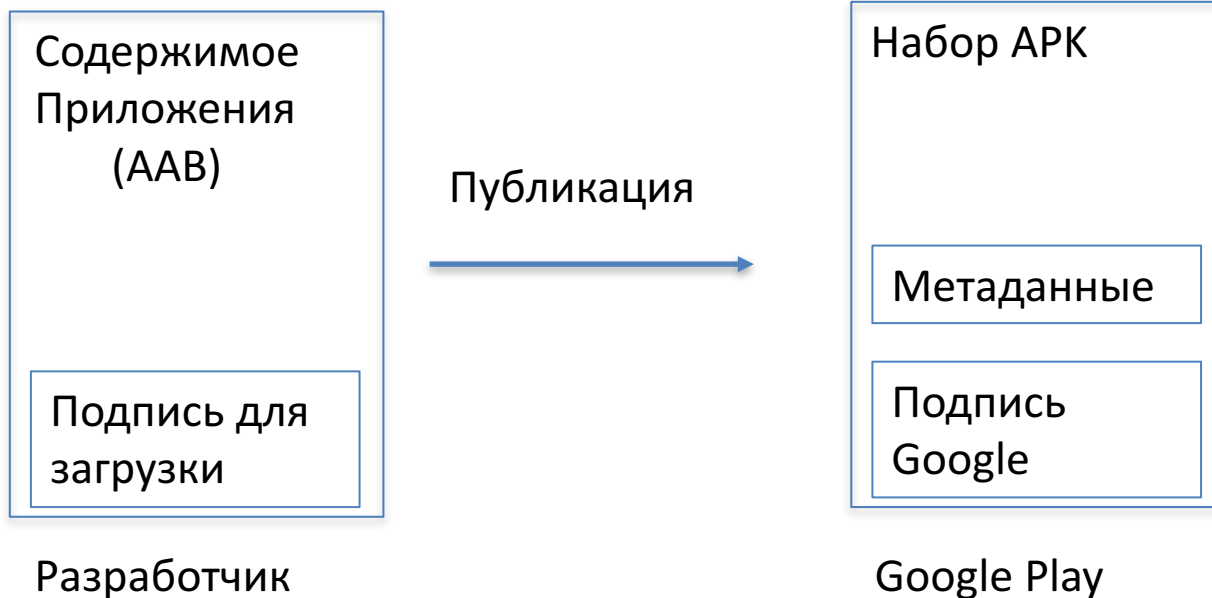 Содержимое
Приложения
(AAB)
Подпись для
загрузки
Разработчик
Публикация
Набор APK
Метаданные
Подпись
Google
Google Play